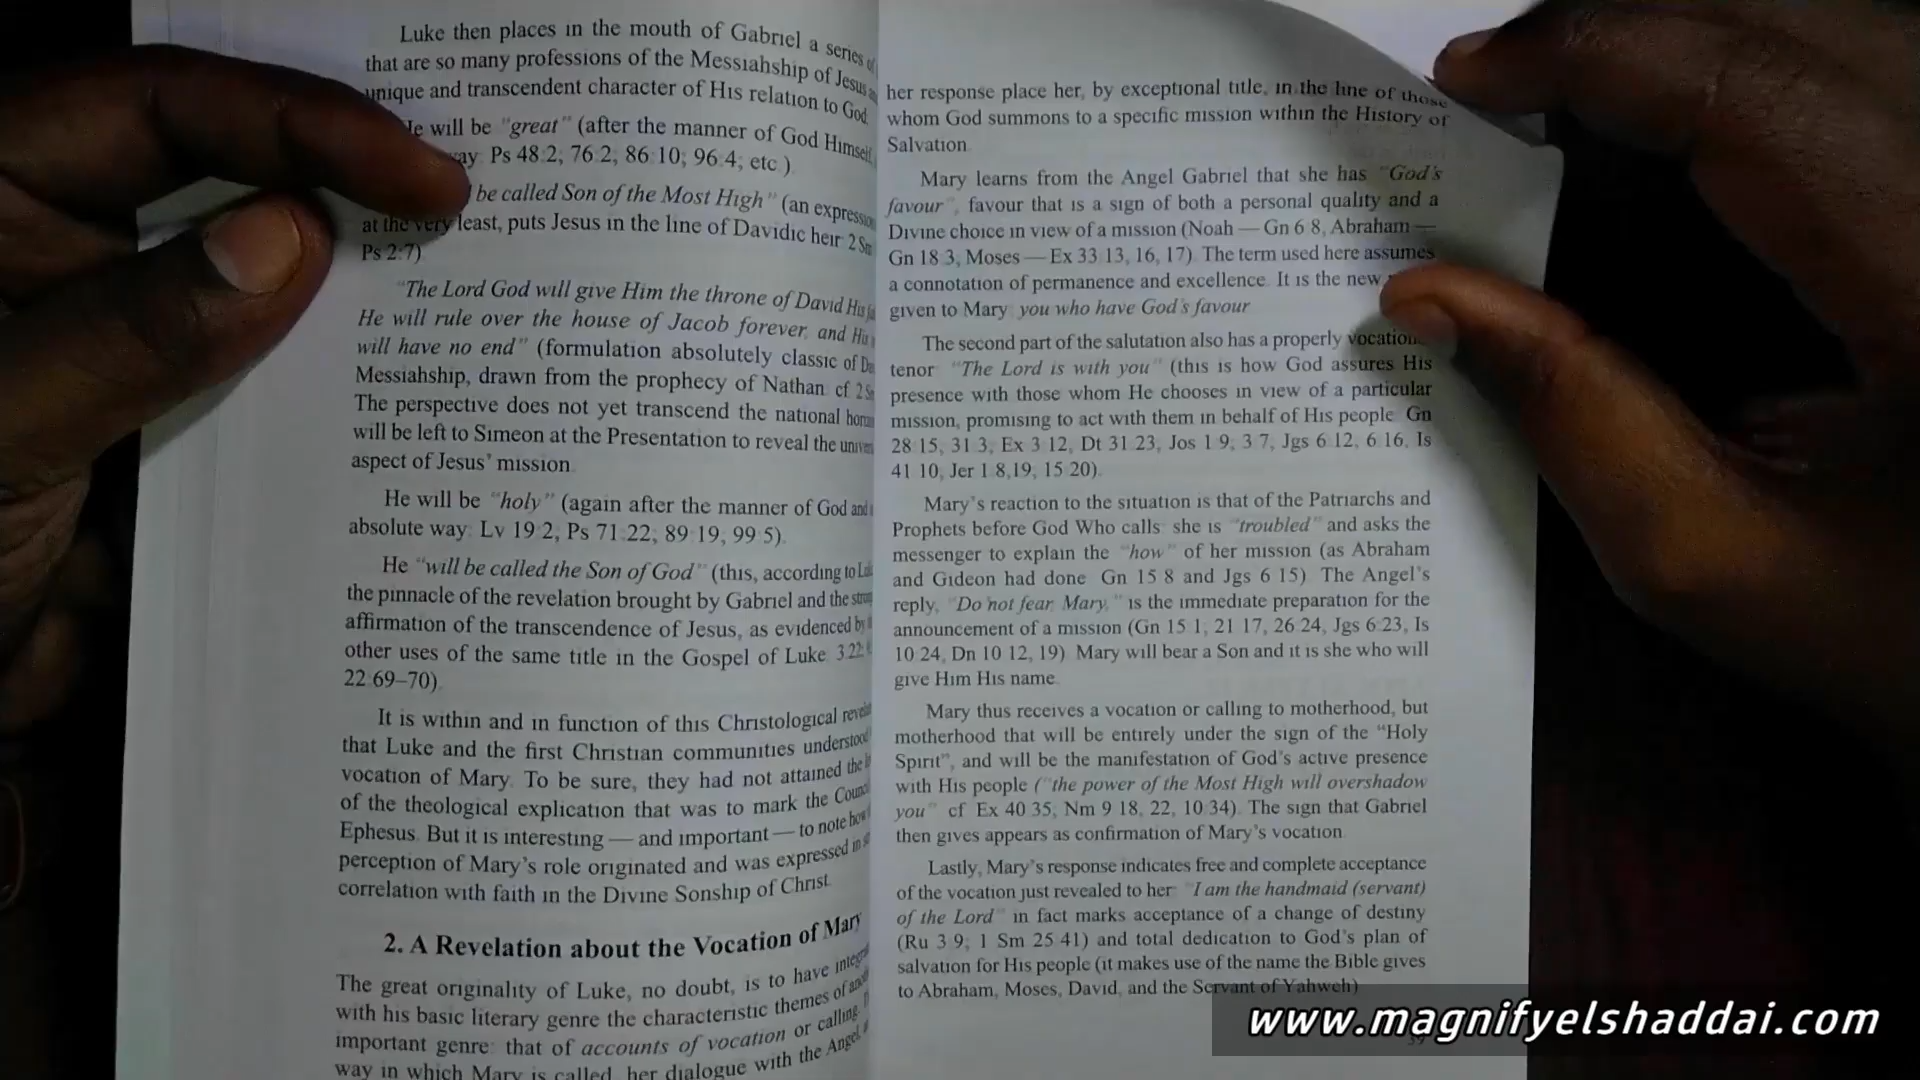 Luke then places in the mouth of Gabriel a series of
that are so many professions of the Messiahship of Jesus
unique and transcendent character of His relation to God
will be "great" (after the manner of God Himself
Ps 48:2; 76:2; 86:10; 96:4; etc.).
be called Son of the Most High" (an expression
at the very least, puts Jesus in the line of Davidic heir: 2
Ps 2:7)
"The Lord God will give Him the throne of David His
He will rule over the house of Jacob forever, and His
will have no end" (formulation absolutely classic of
Messiahship, drawn from the prophecy of Nathan: cf. 2
The perspective does not yet transcend the national
will be left to Simeon at the Presentation to reveal the
aspect of Jesus' mission.
He will be "holy" (again after the manner of God and
absolute way: Lv 19:2; Ps 71:22; 89:19; 99:5).
He "will be called the Son of God" (this, according to
the pinnacle of the revelation brought by Gabriel and the
affirmation of the transcendence of Jesus, as evidenced by
other uses of the same title in the Gospel of Luke: 3:22;
22:69–70).
It is within and in function of this Christological
that Luke and the first Christian communities understood
vocation of Mary. To be sure, they had not attained the
of the theological explication that was to mark the
Ephesus. But it is interesting — and important — to note how
perception of Mary's role originated and was expressed in
correlation with faith in the Divine Sonship of Christ.
2. A Revelation about the Vocation of Mary
The great originality of Luke, no doubt, is to have
with his basic literary genre the characteristic themes of
important genre: that of accounts of vocation or calling.
way in which Mary is called, her dialogue with the Angel,
her response place her, by exceptional title, in the line of those
whom God summons to a specific mission within the History of
Salvation.
Mary learns from the Angel Gabriel that she has "God's
favour", favour that is a sign of both a personal quality and a
Divine choice in view of a mission (Noah — Gn 6:8, Abraham —
Gn 18:3, Moses — Ex 33:13, 16, 17). The term used here assumes
a connotation of permanence and excellence. It is the new
given to Mary: you who have God's favour
The second part of the salutation also has a properly
tenor: "The Lord is with you" (this is how God assures His
presence with those whom He chooses in view of a particular
mission, promising to act with them in behalf of His people: Gn
28:15, 31:3, Ex 3:12, Dt 31:23, Jos 1:9, 3:7, Jgs 6:12, 6:16, Is
41:10, Jer 1:8,19, 15:20).
Mary's reaction to the situation is that of the Patriarchs and
Prophets before God Who calls: she is "troubled" and asks the
messenger to explain the "how" of her mission (as Abraham
and Gideon had done: Gn 15:8 and Jgs 6:15). The Angel's
reply, "Do not fear, Mary," is the immediate preparation for the
announcement of a mission (Gn 15:1, 21:17, 26:24, Jgs 6:23, Is
10:24, Dn 10:12, 19). Mary will bear a Son and it is she who will
give Him His name.
Mary thus receives a vocation or calling to motherhood, but
motherhood that will be entirely under the sign of the "Holy
Spirit", and will be the manifestation of God's active presence
with His people ("the power of the Most High will overshadow
you": cf. Ex 40:35, Nm 9:18, 22, 10:34). The sign that Gabriel
then gives appears as confirmation of Mary's vocation.
Lastly, Mary's response indicates free and complete acceptance
of the vocation just revealed to her: "I am the handmaid (servant)
of the Lord" in fact marks acceptance of a change of destiny
(Ru 3:9; 1 Sm 25:41) and total dedication to God's plan of
salvation for His people (it makes use of the name the Bible gives
to Abraham, Moses, David, and the Servant of Yahweh)
www.magnifyelshaddai.com